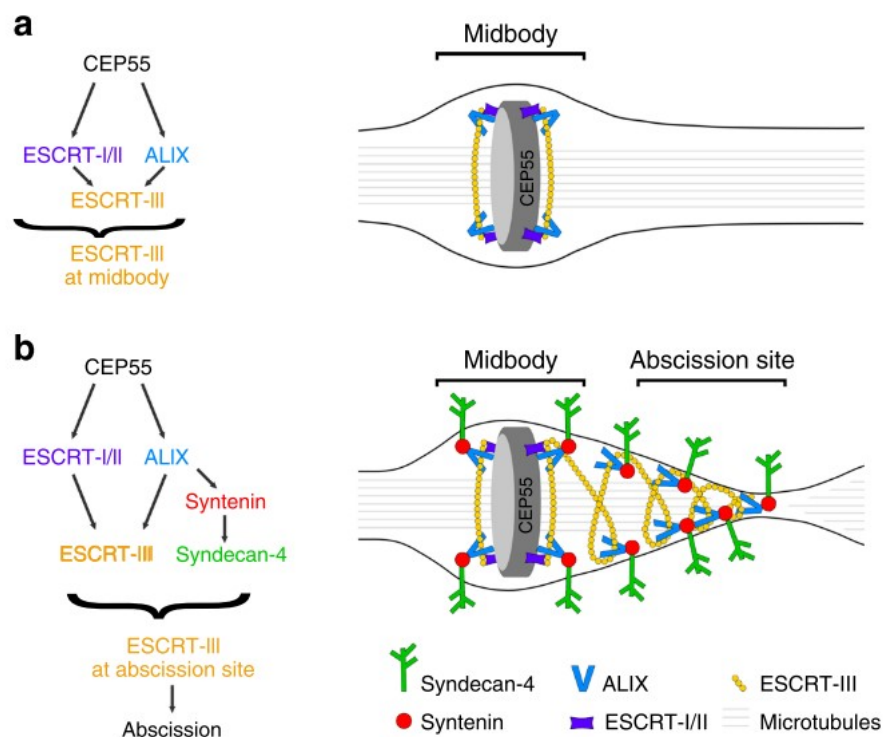 a
CEP55
ESCRT-I/II ALIX
ESCRT-III
ESCRT-III
at midbody
Midbody
CEP55
b
CEP55
ESCRT-I/II ALIX
Syntenin
ESCRT-III Syndecan-4
ESCRT-III
at abscission site
Abscission
Midbody Abscission site
CEP55
Syndecan-4 ALIX ESCRT-III
Syntenin ESCRT-I/II Microtubules